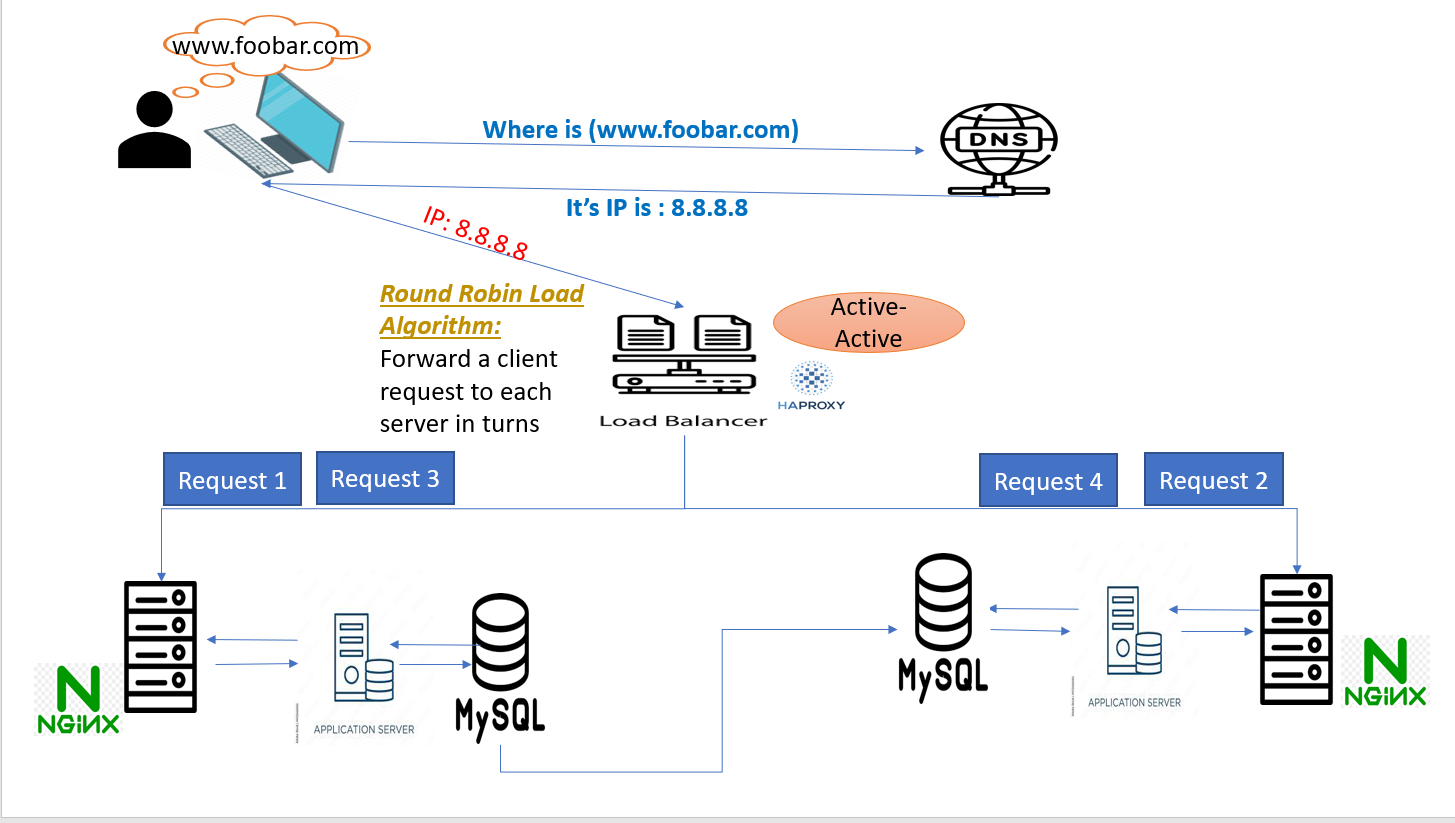 www.foobar.com
Where is (www.foobar.com)
DNS
It’s IP is : 8.8.8.8
IP: 8.8.8.8
Round Robin Load
Algorithm:
Forward a client
request to each
server in turns
Active-
Active
HAPROXY
Load Balancer
Request 1
Request 3
Request 4
Request 2
NGiNX
APPLICATION SERVER
MySQL
MySQL
APPLICATION SERVER
NGiNX